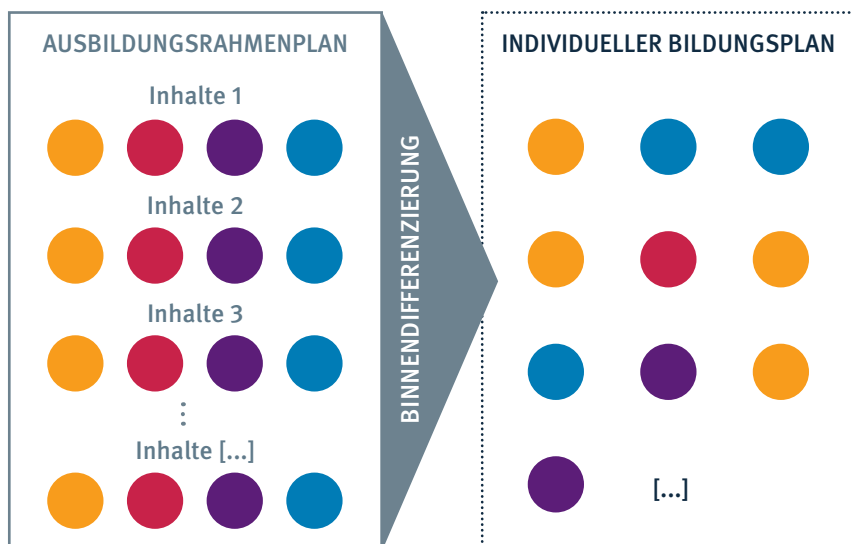 AUSBILDUNGSRAHMENPLAN
Inhalte 1
Inhalte 2
Inhalte 3
Inhalte [...]
BINNENDIFFERENZIERUNG
INDIVIDUELLER BILDUNGSPLAN
[...]